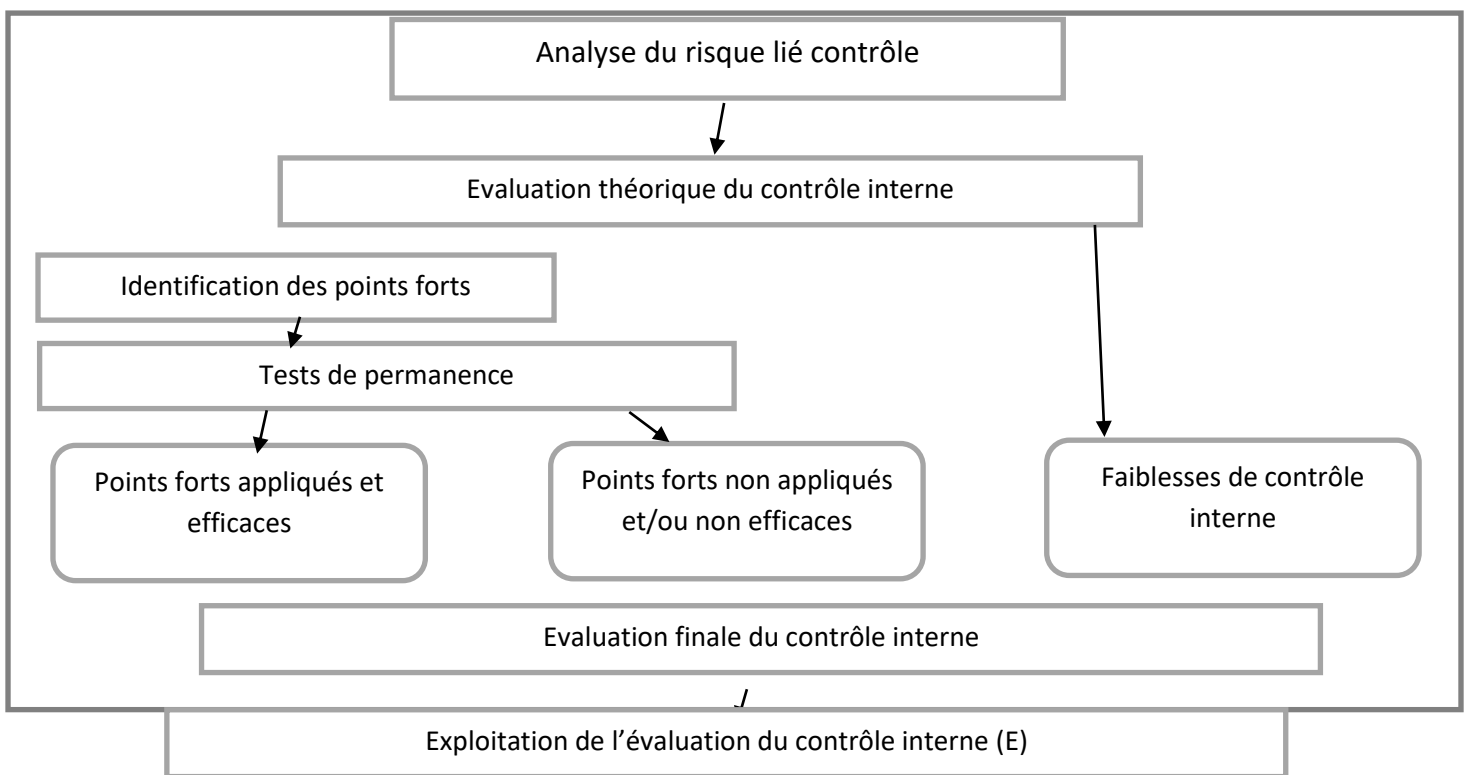 Analyse du risque lié contrôle
Evaluation théorique du contrôle interne
Identification des points forts
Tests de permanence
Points forts appliqués et
efficaces
Points forts non appliqués
et/ou non efficaces
Faiblesses de contrôle
interne
Evaluation finale du contrôle interne
Exploitation de l’évaluation du contrôle interne (E)